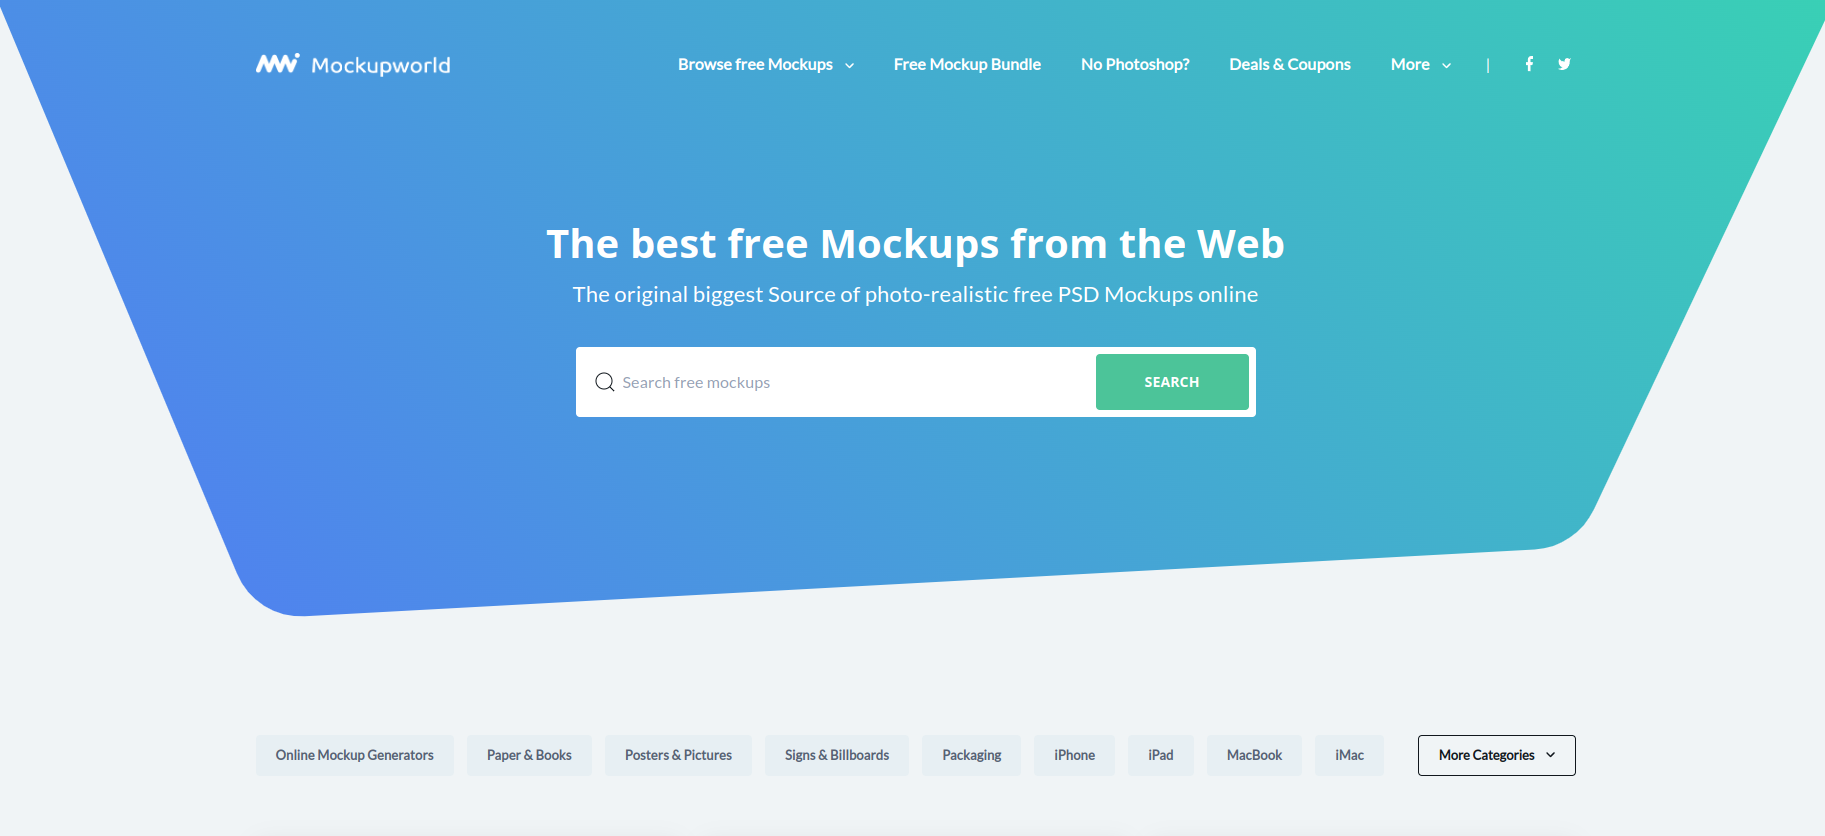 Mockupworld
Browse free Mockups
Free Mockup Bundle
No Photoshop?
Deals & Coupons
More
|
The best free Mockups from the Web
The original biggest Source of photo-realistic free PSD Mockups online
Search free mockups
SEARCH
Online Mockup Generators
Paper & Books
Posters & Pictures
Signs & Billboards
Packaging
iPhone
iPad
MacBook
iMac
More Categories